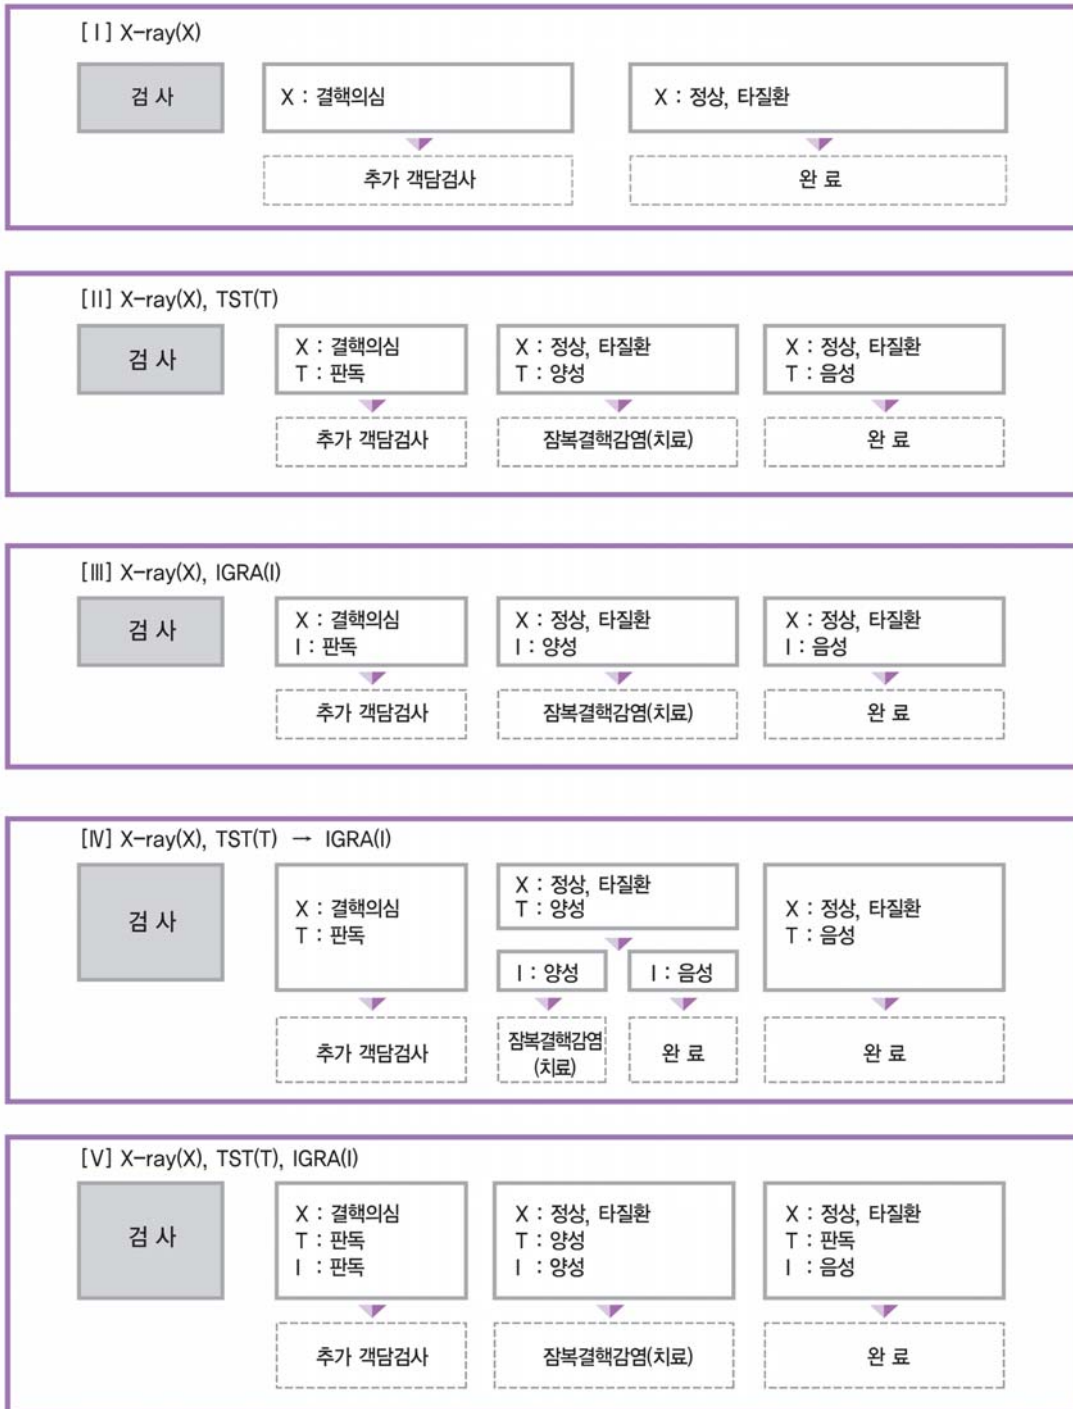 [Ⅰ] X-ray(X)
검 사
X : 결핵의심
X : 정상, 타질환
추가 객담검사
완 료
[Ⅱ] X-ray(X), TST(T)
검 사
X : 결핵의심
T : 판독
X : 정상, 타질환
T : 양성
X : 정상, 타질환
T : 음성
추가 객담검사
잠복결핵감염(치료)
완 료
[Ⅲ] X-ray(X), IGRA(I)
검 사
X : 결핵의심
I : 판독
X : 정상, 타질환
I : 양성
X : 정상, 타질환
I : 음성
추가 객담검사
잠복결핵감염(치료)
완 료
[Ⅳ] X-ray(X), TST(T) → IGRA(I)
검 사
X : 결핵의심
T : 판독
X : 정상, 타질환
T : 양성
I : 양성
I : 음성
X : 정상, 타질환
T : 음성
추가 객담검사
잠복결핵감염
(치료)
완 료
완 료
[Ⅴ] X-ray(X), TST(T), IGRA(I)
검 사
X : 결핵의심
T : 판독
I : 판독
X : 정상, 타질환
T : 양성
I : 양성
X : 정상, 타질환
T : 판독
I : 음성
추가 객담검사
잠복결핵감염(치료)
완 료